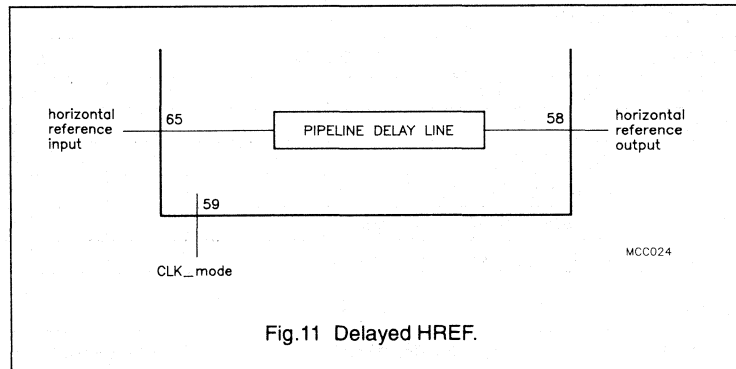 horizontal
reference
input
65
PIPELINE DELAY LINE
58
horizontal
reference
output
59
CLK_mode
MCC024
Fig.11 Delayed HREF.